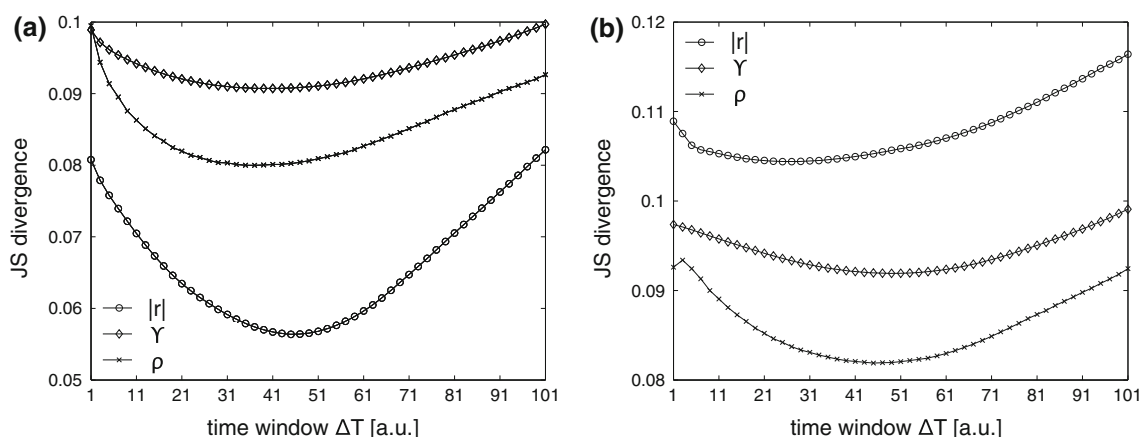 (a)
0.1
0.09
0.08
0.07
0.06
0.05
JS divergence
|r|
ϒ
ρ
1 11 21 31 41 51 61 71 81 91 101
time window ΔT [a.u.]
(b)
0.12
0.11
0.1
0.09
0.08
JS divergence
|r|
ϒ
ρ
1 11 21 31 41 51 61 71 81 91 101
time window ΔT [a.u.]